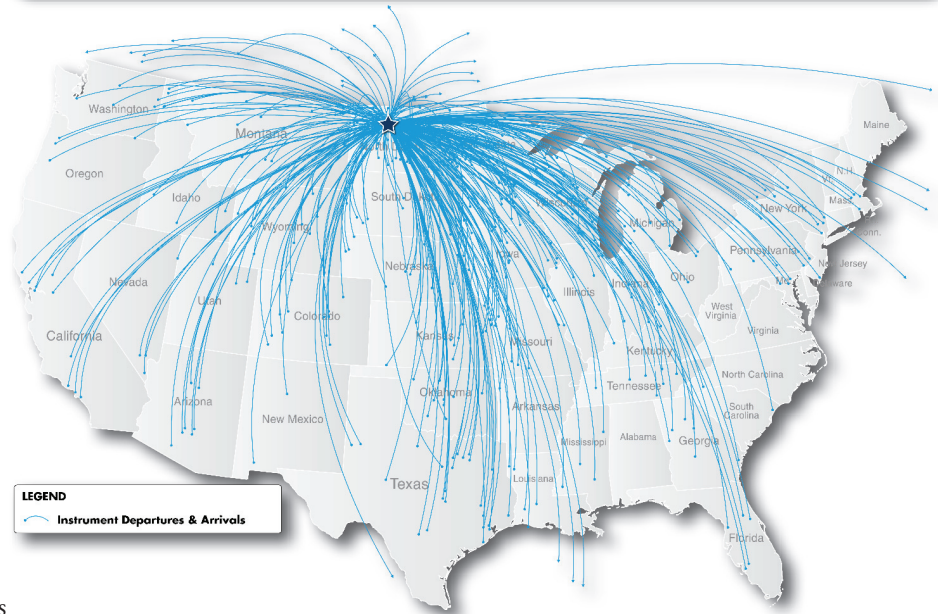 Washington
Montana
Maine
Oregon
Idaho
South Dakota
Wyoming
Michigan
New York
Vt.
N.H.
Mass.
Conn.
Nebraska
Iowa
Pennsylvania
New Jersey
Nevada
Utah
Illinois
Indiana
Ohio
Colorado
West
Virginia
Virginia
California
Kansas
Missouri
Kentucky
North Carolina
Arizona
New Mexico
Oklahoma
Arkansas
Tennessee
South
Carolina
Mississippi
Alabama
Georgia
Texas
Louisiana
Florida
LEGEND
Instrument Departures & Arrivals
s